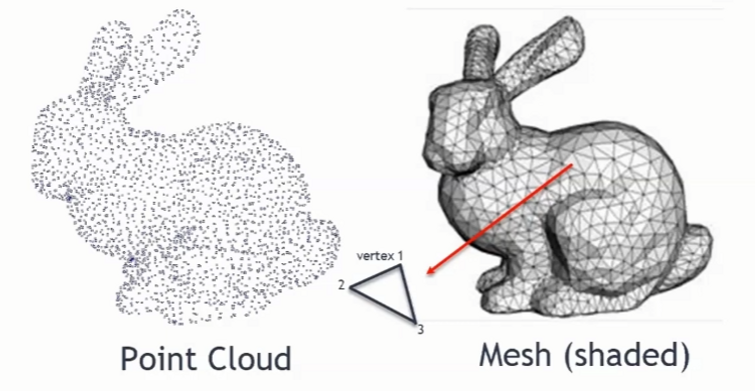 vertex 1
2
3
Point Cloud
Mesh (shaded)